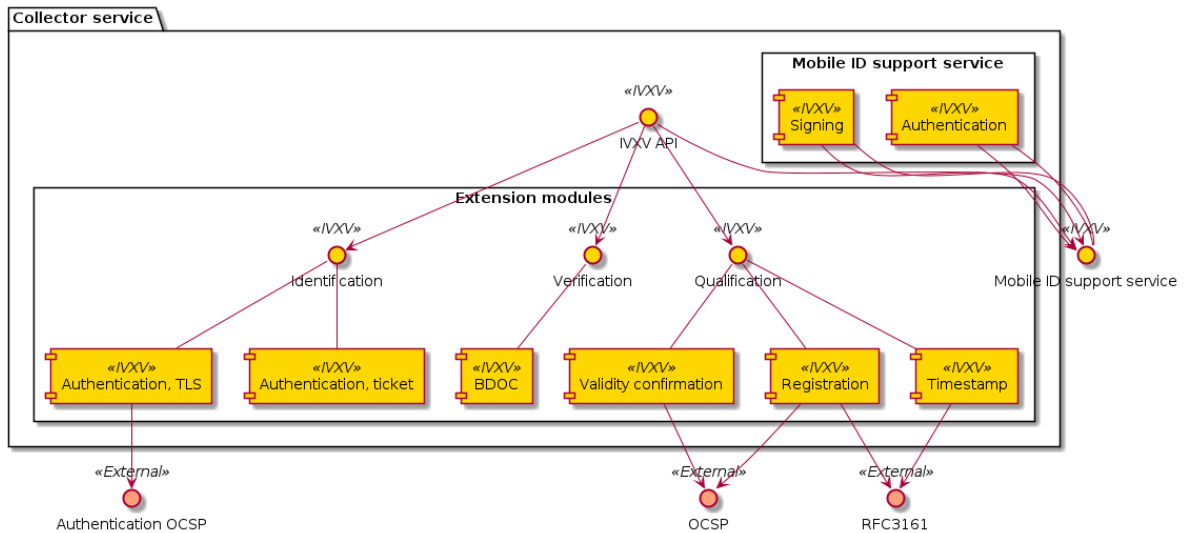 Collector service
Mobile ID support service
«IVXV»
«IVXV»
Signing
«IVXV»
Authentication
IVXV API
Extension modules
«IVXV»
Identification
«IVXV»
Verification
«IVXV»
Qualification
«IVXV»
Mobile ID support service
«IVXV»
Authentication, TLS
«IVXV»
Authentication, ticket
«IVXV»
BDOC
«IVXV»
Validity confirmation
«IVXV»
Registration
«IVXV»
Timestamp
«External»
Authentication OCSP
«External»
OCSP
«External»
RFC3161